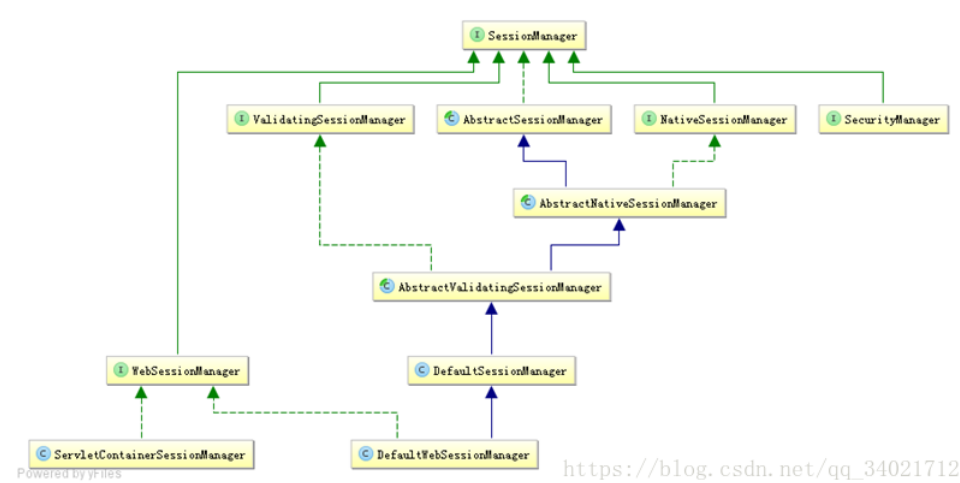 I SessionManager
I ValidatingSessionManager
C AbstractSessionManager
I NativeSessionManager
I SecurityManager
C AbstractNativeSessionManager
C AbstractValidatingSessionManager
I WebSessionManager
C DefaultSessionManager
C ServletContainerSessionManager
C DefaultWebSessionManager
Powered by yFiles
https://blog.csdn.net/qq_34021712